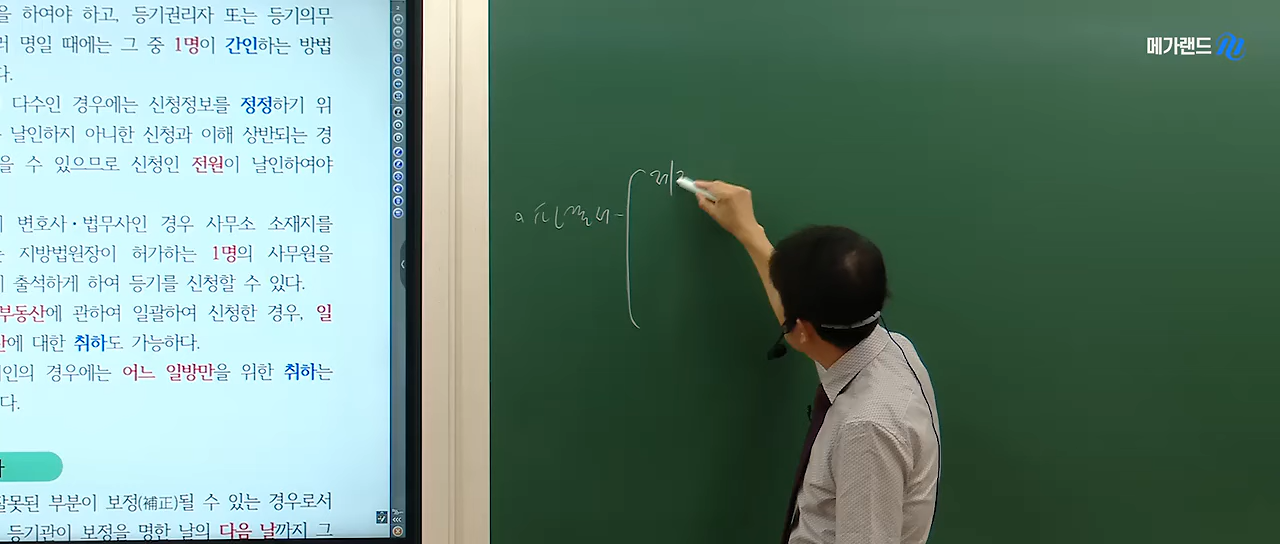 을 하여야 하고, 등기권리자 또는 등기의무
러 명일 때에는 그 중 1명이 간인하는 방법
다.
다수인 경우에는 신청정보를 정정하기 위
날인하지 아니한 신청과 이해 상반되는 경
을 수 있으므로 신청인 전원이 날인하여야
변호사·법무사인 경우 사무소 소재지를
는 지방법원장이 허가하는 1명의 사무원을
출석하게 하여 등기를 신청할 수 있다.
부동산에 관하여 일괄하여 신청한 경우, 일
산에 대한 취하도 가능하다.
인의 경우에는 어느 일방만을 위한 취하는
다.
잘못된 부분이 보정(補正)될 수 있는 경우로서
등기관이 보정을 명한 날의 다음 날까지 그
메가랜드